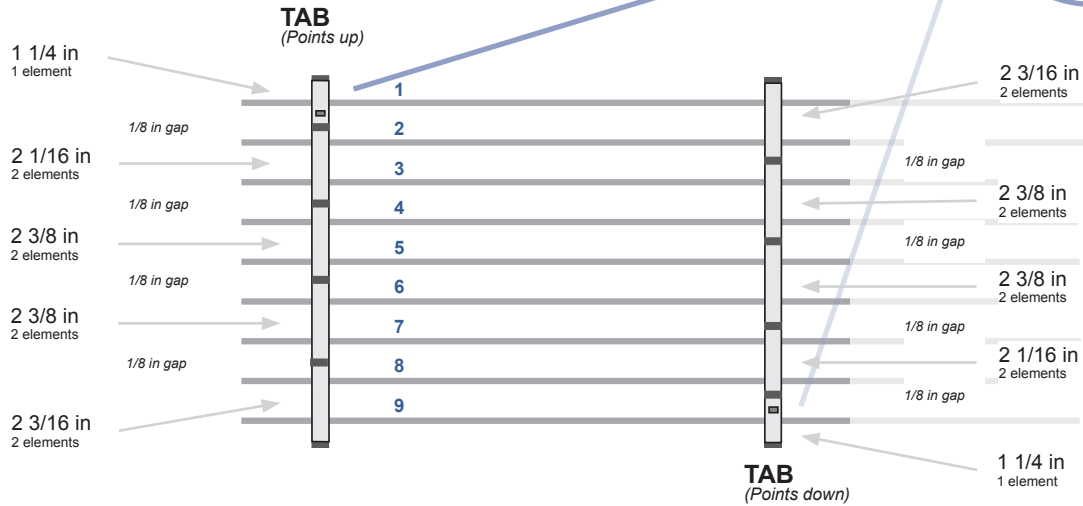 TAB
(Points up)
1 1/4 in
1 element
1/8 in gap
2 1/16 in
2 elements
1/8 in gap
2 3/8 in
2 elements
1/8 in gap
2 3/8 in
2 elements
1/8 in gap
2 3/16 in
2 elements
1
2
3
4
5
6
7
8
9
2 3/16 in
2 elements
1/8 in gap
2 3/8 in
2 elements
1/8 in gap
2 3/8 in
2 elements
1/8 in gap
2 1/16 in
2 elements
1/8 in gap
1 1/4 in
1 element
TAB
(Points down)